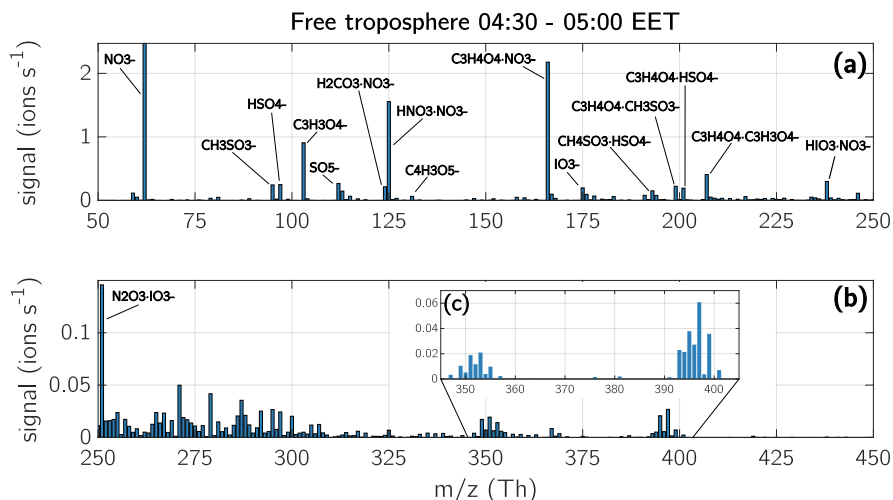 Free troposphere 04:30 - 05:00 EET
(a)
signal (ions s⁻¹)
2
1
0
NO3-
CH3SO3-
HSO4-
C3H3O4-
SO5-
H2CO3·NO3-
HNO3·NO3-
C4H3O5-
C3H4O4·NO3-
IO3-
CH4SO3·HSO4-
C3H4O4·CH3SO3-
C3H4O4·HSO4-
C3H4O4·C3H3O4-
HIO3·NO3-
50 75 100 125 150 175 200 225 250
(b)
signal (ions s⁻¹)
0.1
0.05
0
N2O3·IO3-
(c)
0.06
0.04
0.02
0
350 360 370 380 390 400
250 275 300 325 350 375 400 425 450
m/z (Th)